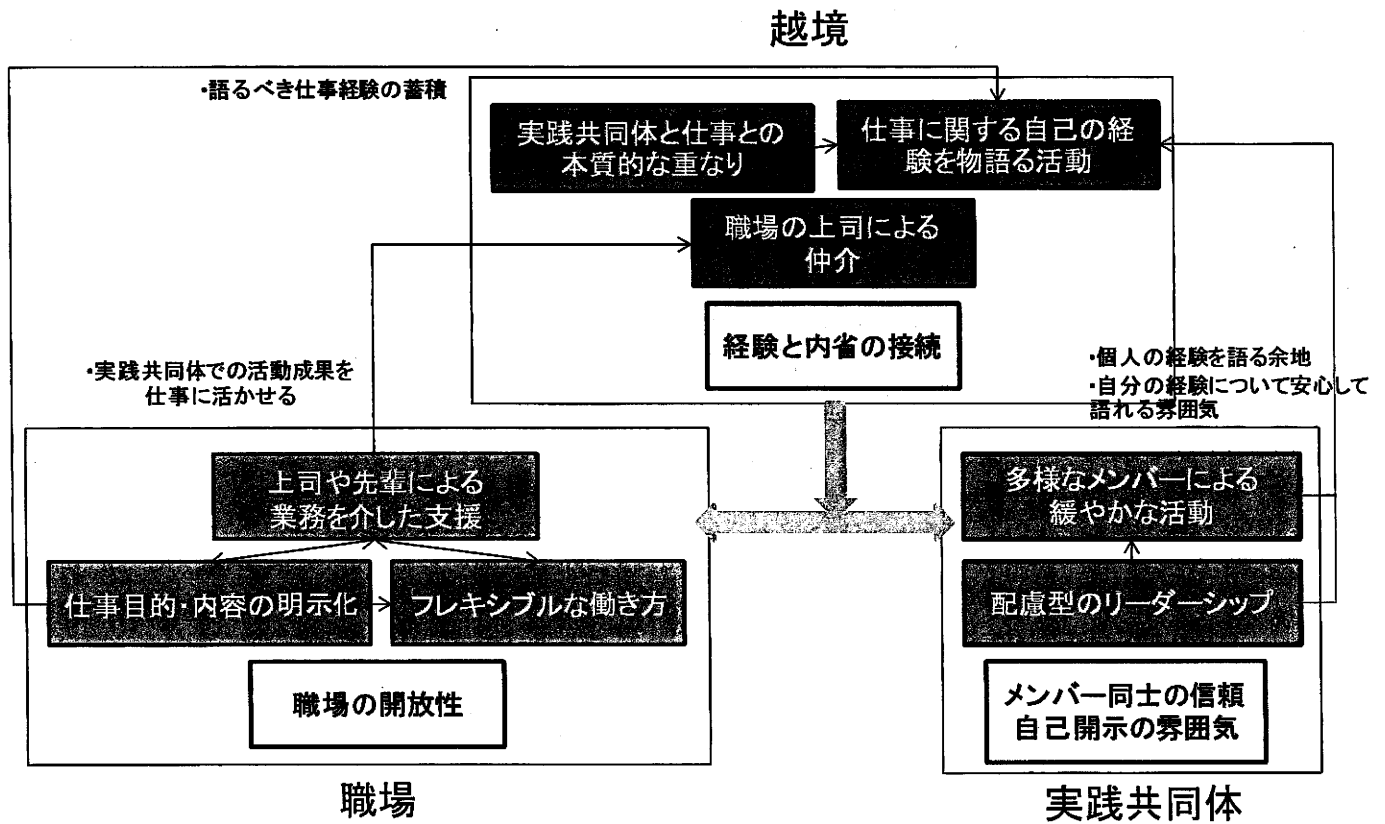 越境
・語るべき仕事経験の蓄積
実践共同体と仕事との
本質的な重なり
仕事に関する自己の経
験を物語る活動
職場の上司による
仲介
経験と内省の接続
・実践共同体での活動成果を
仕事に活かせる
・個人の経験を語る余地
・自分の経験について安心して
語れる雰囲気
上司や先輩による
業務を介した支援
仕事目的・内容の明示化
フレキシブルな働き方
職場の開放性
多様なメンバーによる
緩やかな活動
配慮型のリーダーシップ
メンバー同士の信頼
自己開示の雰囲気
職場
実践共同体